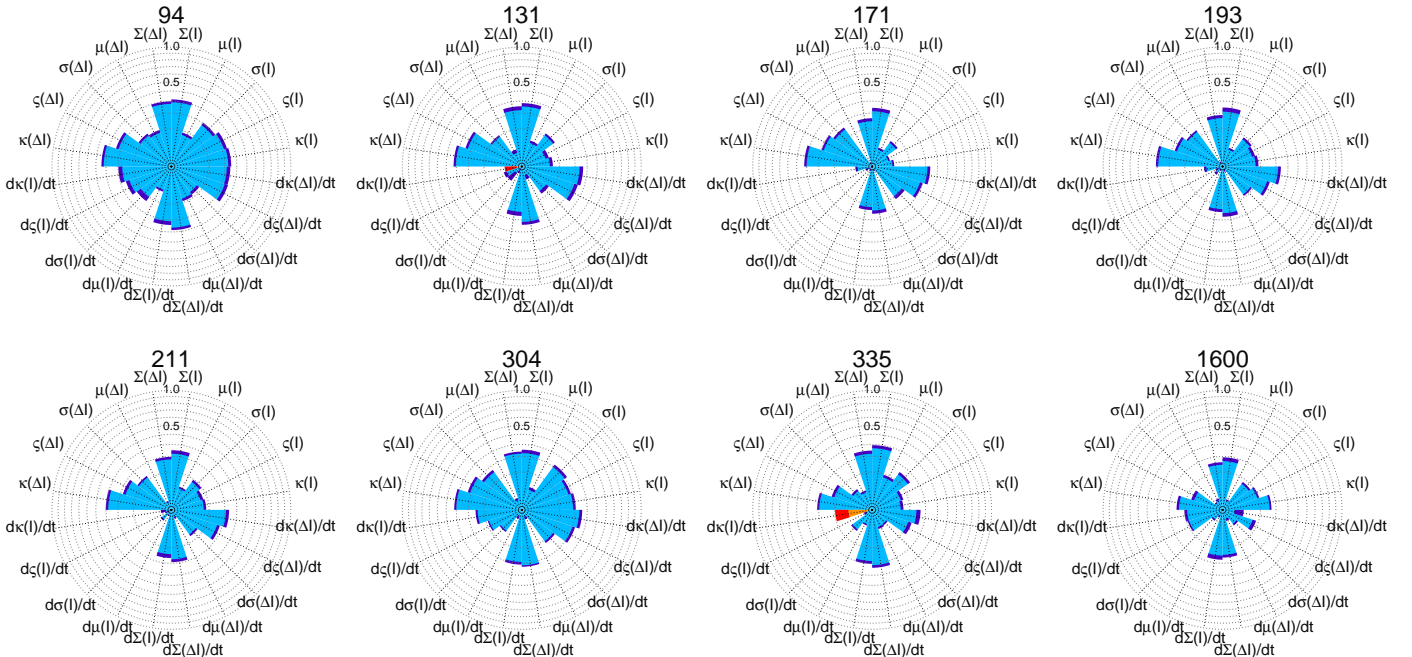 94
Σ(ΔI) Σ(I)
μ(ΔI) μ(I)
σ(ΔI) σ(I)
ς(ΔI) ς(I)
κ(ΔI) κ(I)
dκ(I)/dt dκ(ΔI)/dt
dς(I)/dt dς(ΔI)/dt
dσ(I)/dt dσ(ΔI)/dt
dμ(I)/dt dμ(ΔI)/dt
dΣ(I)/dt
dΣ(ΔI)/dt
1.0
0.5
131
Σ(ΔI) Σ(I)
μ(ΔI) μ(I)
σ(ΔI) σ(I)
ς(ΔI) ς(I)
κ(ΔI) κ(I)
dκ(I)/dt dκ(ΔI)/dt
dς(I)/dt dς(ΔI)/dt
dσ(I)/dt dσ(ΔI)/dt
dμ(I)/dt dμ(ΔI)/dt
dΣ(I)/dt
dΣ(ΔI)/dt
1.0
0.5
171
Σ(ΔI) Σ(I)
μ(ΔI) μ(I)
σ(ΔI) σ(I)
ς(ΔI) ς(I)
κ(ΔI) κ(I)
dκ(I)/dt dκ(ΔI)/dt
dς(I)/dt dς(ΔI)/dt
dσ(I)/dt dσ(ΔI)/dt
dμ(I)/dt dμ(ΔI)/dt
dΣ(I)/dt
dΣ(ΔI)/dt
1.0
0.5
193
Σ(ΔI) Σ(I)
μ(ΔI) μ(I)
σ(ΔI) σ(I)
ς(ΔI) ς(I)
κ(ΔI) κ(I)
dκ(I)/dt dκ(ΔI)/dt
dς(I)/dt dς(ΔI)/dt
dσ(I)/dt dσ(ΔI)/dt
dμ(I)/dt dμ(ΔI)/dt
dΣ(I)/dt
dΣ(ΔI)/dt
1.0
0.5
211
Σ(ΔI) Σ(I)
μ(ΔI) μ(I)
σ(ΔI) σ(I)
ς(ΔI) ς(I)
κ(ΔI) κ(I)
dκ(I)/dt dκ(ΔI)/dt
dς(I)/dt dς(ΔI)/dt
dσ(I)/dt dσ(ΔI)/dt
dμ(I)/dt dμ(ΔI)/dt
dΣ(I)/dt
dΣ(ΔI)/dt
1.0
0.5
304
Σ(ΔI) Σ(I)
μ(ΔI) μ(I)
σ(ΔI) σ(I)
ς(ΔI) ς(I)
κ(ΔI) κ(I)
dκ(I)/dt dκ(ΔI)/dt
dς(I)/dt dς(ΔI)/dt
dσ(I)/dt dσ(ΔI)/dt
dμ(I)/dt dμ(ΔI)/dt
dΣ(I)/dt
dΣ(ΔI)/dt
1.0
0.5
335
Σ(ΔI) Σ(I)
μ(ΔI) μ(I)
σ(ΔI) σ(I)
ς(ΔI) ς(I)
κ(ΔI) κ(I)
dκ(I)/dt dκ(ΔI)/dt
dς(I)/dt dς(ΔI)/dt
dσ(I)/dt dσ(ΔI)/dt
dμ(I)/dt dμ(ΔI)/dt
dΣ(I)/dt
dΣ(ΔI)/dt
1.0
0.5
1600
Σ(ΔI) Σ(I)
μ(ΔI) μ(I)
σ(ΔI) σ(I)
ς(ΔI) ς(I)
κ(ΔI) κ(I)
dκ(I)/dt dκ(ΔI)/dt
dς(I)/dt dς(ΔI)/dt
dσ(I)/dt dσ(ΔI)/dt
dμ(I)/dt dμ(ΔI)/dt
dΣ(I)/dt
dΣ(ΔI)/dt
1.0
0.5